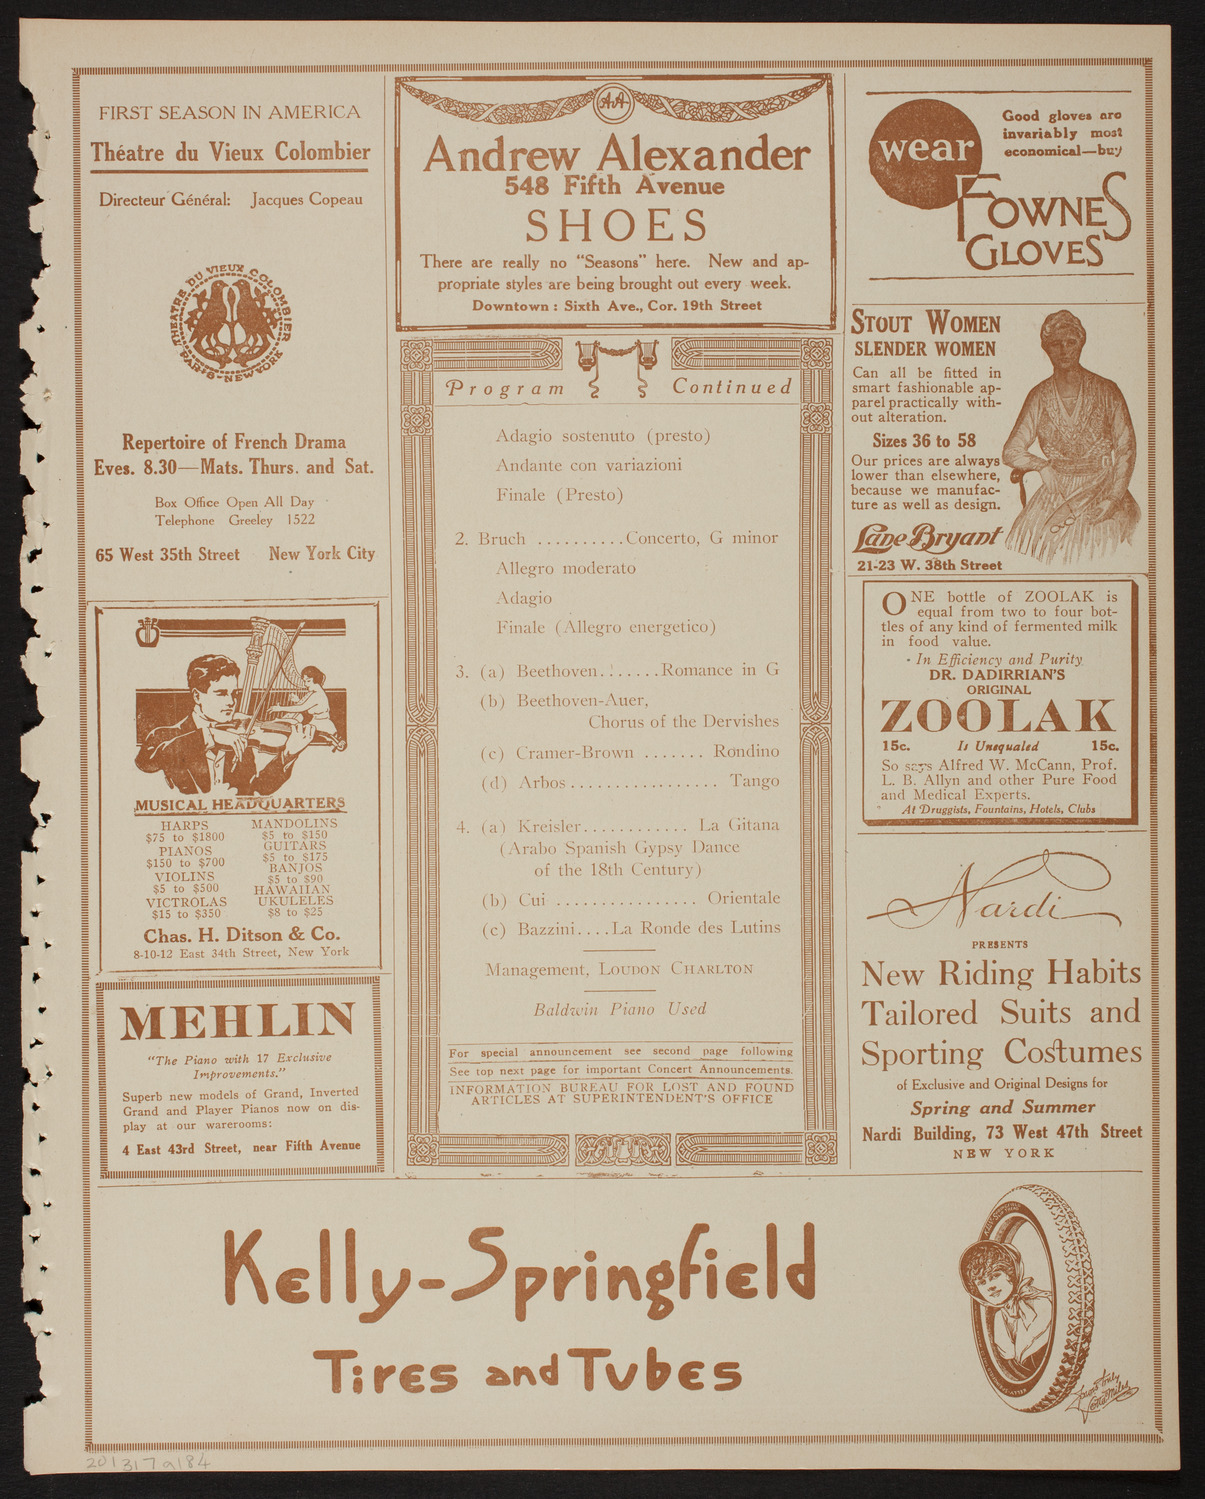 FIRST SEASON IN AMERICA
Théatre du Vieux Colombier
Directeur Général: Jacques Copeau
THÉATRE DU VIEUX COLOMBIER
PARIS-NEW YORK
Repertoire of French Drama
Eves. 8.30—Mats. Thurs. and Sat.
Box Office Open All Day
Telephone Greeley 1522
65 West 35th Street New York City
MUSICAL HEADQUARTERS
HARPS
$75 to $1800
PIANOS
$150 to $700
VIOLINS
$5 to $500
VICTROLAS
$15 to $350
MANDOLINS
$5 to $150
GUITARS
$5 to $175
BANJOS
$5 to $90
HAWAIIAN
UKULELES
$8 to $25
Chas. H. Ditson & Co.
8-10-12 East 34th Street, New York
MEHLIN
"The Piano with 17 Exclusive
Improvements."
Superb new models of Grand, Inverted
Grand and Player Pianos now on dis-
play at our warerooms:
4 East 43rd Street, near Fifth Avenue
AA
Andrew Alexander
548 Fifth Avenue
SHOES
There are really no "Seasons" here. New and ap-
propriate styles are being brought out every week.
Downtown: Sixth Ave., Cor. 19th Street
Program Continued
Adagio sostenuto (presto)
Andante con variazioni
Finale (Presto)
2. Bruch ..........Concerto, G minor
Allegro moderato
Adagio
Finale (Allegro energetico)
3. (a) Beethoven........Romance in G
(b) Beethoven-Auer,
Chorus of the Dervishes
(c) Cramer-Brown ....... Rondino
(d) Arbos................. Tango
4. (a) Kreisler............ La Gitana
(Arabo Spanish Gypsy Dance
of the 18th Century)
(b) Cui ................ Orientale
(c) Bazzini....La Ronde des Lutins
Management, LOUDON CHARLTON
Baldwin Piano Used
For special announcement see second page following
See top next page for important Concert Announcements.
INFORMATION BUREAU FOR LOST AND FOUND
ARTICLES AT SUPERINTENDENT'S OFFICE
wear
Good gloves are
invariably most
economical—buy
FOWNES
GLOVES
STOUT WOMEN
SLENDER WOMEN
Can all be fitted in
smart fashionable ap-
parel practically with-
out alteration.
Sizes 36 to 58
Our prices are always
lower than elsewhere,
because we manufac-
ture as well as design.
Lane Bryant
21-23 W. 38th Street
ONE bottle of ZOOLAK is
equal from two to four bot-
tles of any kind of fermented milk
in food value.
In Efficiency and Purity
DR. DADIRRIAN'S
ORIGINAL
ZOOLAK
15c. Is Unequaled 15c.
So says Alfred W. McCann, Prof.
L. B. Allyn and other Pure Food
and Medical Experts.
At Druggists, Fountains, Hotels, Clubs
Nardi
PRESENTS
New Riding Habits
Tailored Suits and
Sporting Costumes
of Exclusive and Original Designs for
Spring and Summer
Nardi Building, 73 West 47th Street
NEW YORK
Kelly-Springfield
Tires and Tubes
Yours truly
Lotta Miles
201317a184